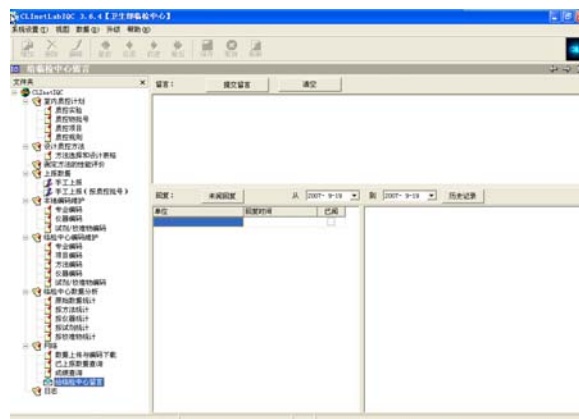 CLInetLabIQC 3.6.4【卫生部临检中心】
系统设置(I) 视图 数据(Q) 升级 帮助(O)
给临检中心留言
文件夹 ×
CLInetIQC
室内质控计划
质控实验
质控物批号
质控项目
质控规则
设计质控方法
方法选择和设计表格
测定方法的性能评价
上报数据
手工上报
手工上报(按质控批号)
本地编码维护
专业编码
仪器编码
试剂/校准物编码
临检中心编码维护
专业编码
项目编码
方法编码
仪器编码
试剂/校准物编码
临检中心数据分析
原始数据统计
按方法统计
按仪器统计
按试剂统计
按校准物统计
网络
数据上传与编码下载
已上报数据查询
成绩查询
给临检中心留言
日志
留言: 提交留言 清空
回复: 未阅回复 从 2007- 9-19 到 2007- 9-19 历史记录
单位 回复时间 已阅